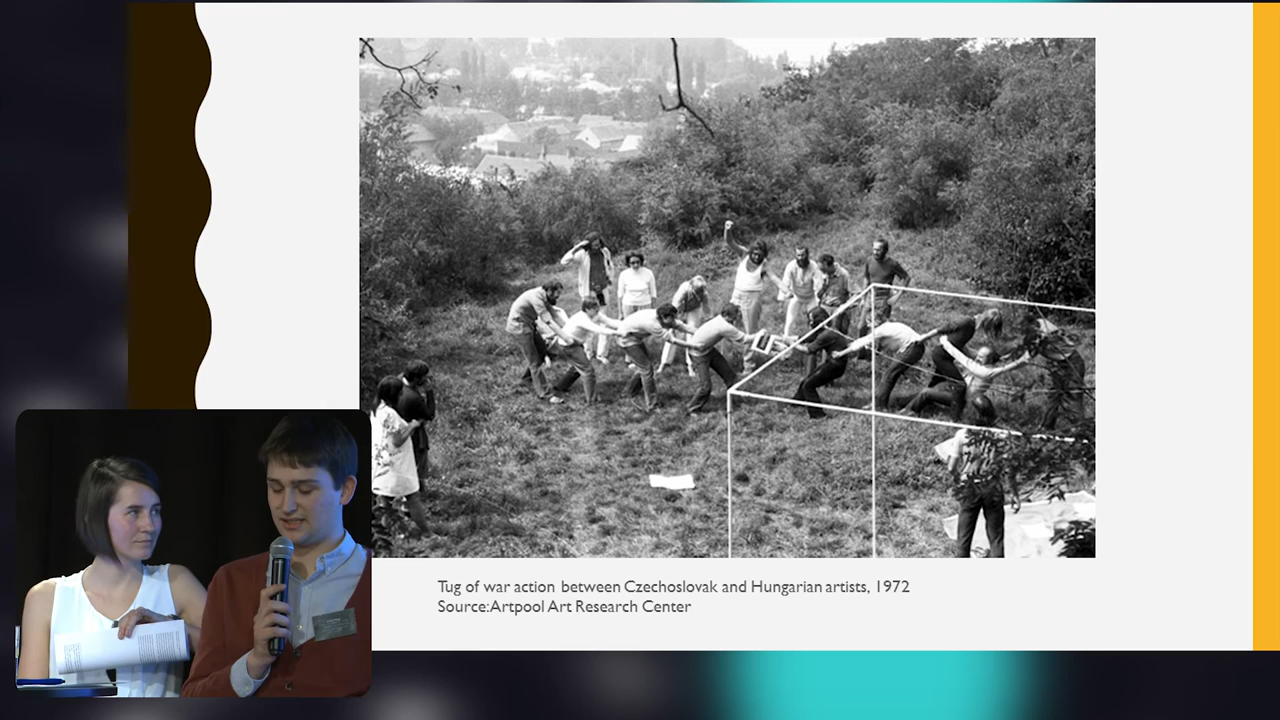 Tug of war action between Czechoslovak and Hungarian artists, 1972
Source:Artpool Art Research Center